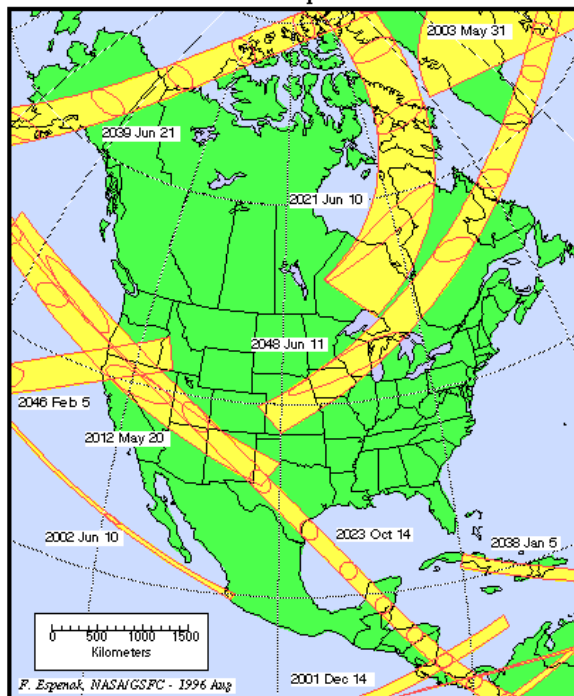 2003 May 31
2039 Jun 21
2021 Jun 10
2048 Jun 11
2046 Feb 5
2012 May 20
2002 Jun 10
2023 Oct 14
2038 Jan 5
0 500 1000 1500
Kilometers
2001 Dec 14
F. Espenak, NASA/GSFC - 1996 Aug